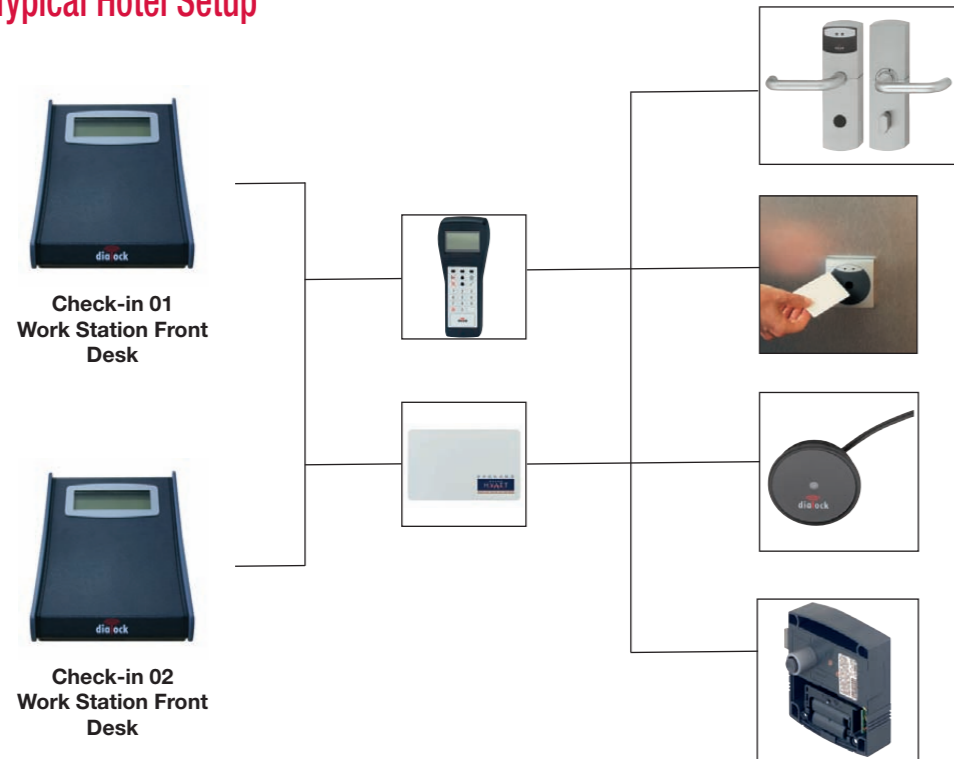 Typical Hotel Setup
dialock
Check-in 01
Work Station Front
Desk
dialock
dialock
Check-in 02
Work Station Front
Desk